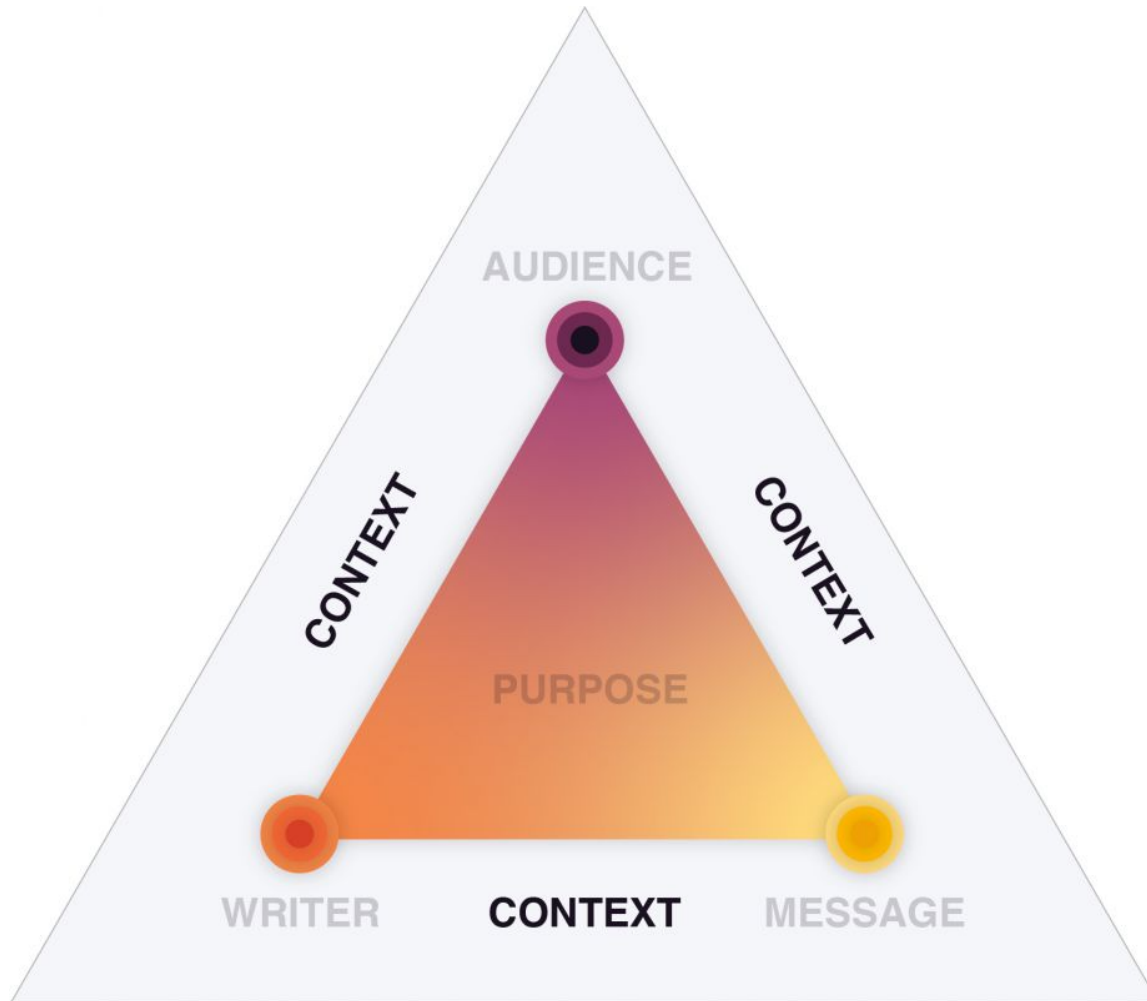 AUDIENCE
CONTEXT
CONTEXT
PURPOSE
WRITER
CONTEXT
MESSAGE